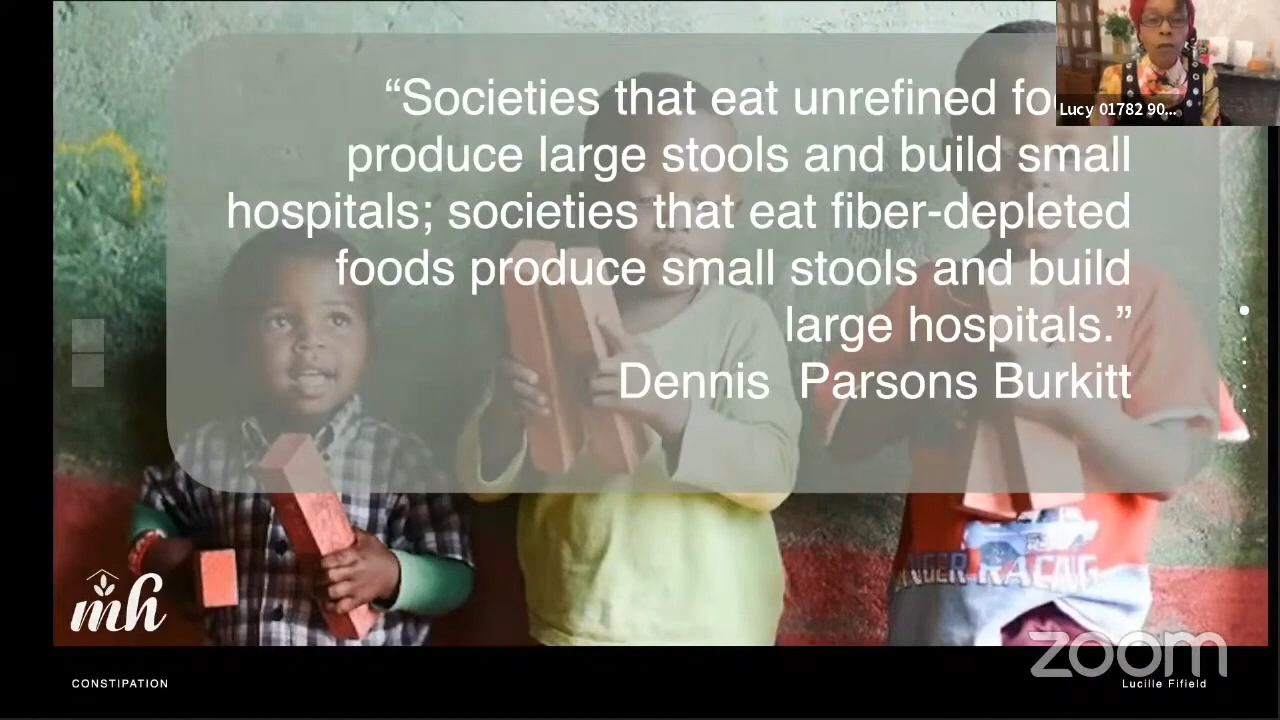 “Societies that eat unrefined
produce large stools and build small
hospitals; societies that eat fiber-depleted
foods produce small stools and build
large hospitals.”
Dennis Parsons Burkitt
Lucy 01782 90...
mh
zoom
CONSTIPATION
Lucille Fifield